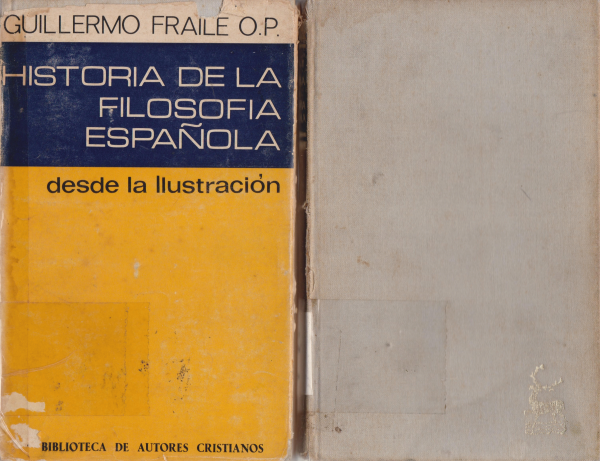 GUILLERMO FRAILE O.P.
HISTORIA DE LA
FILOSOFIA
ESPAÑOLA
desde la Ilustración
BIBLIOTECA DE AUTORES CRISTIANOS